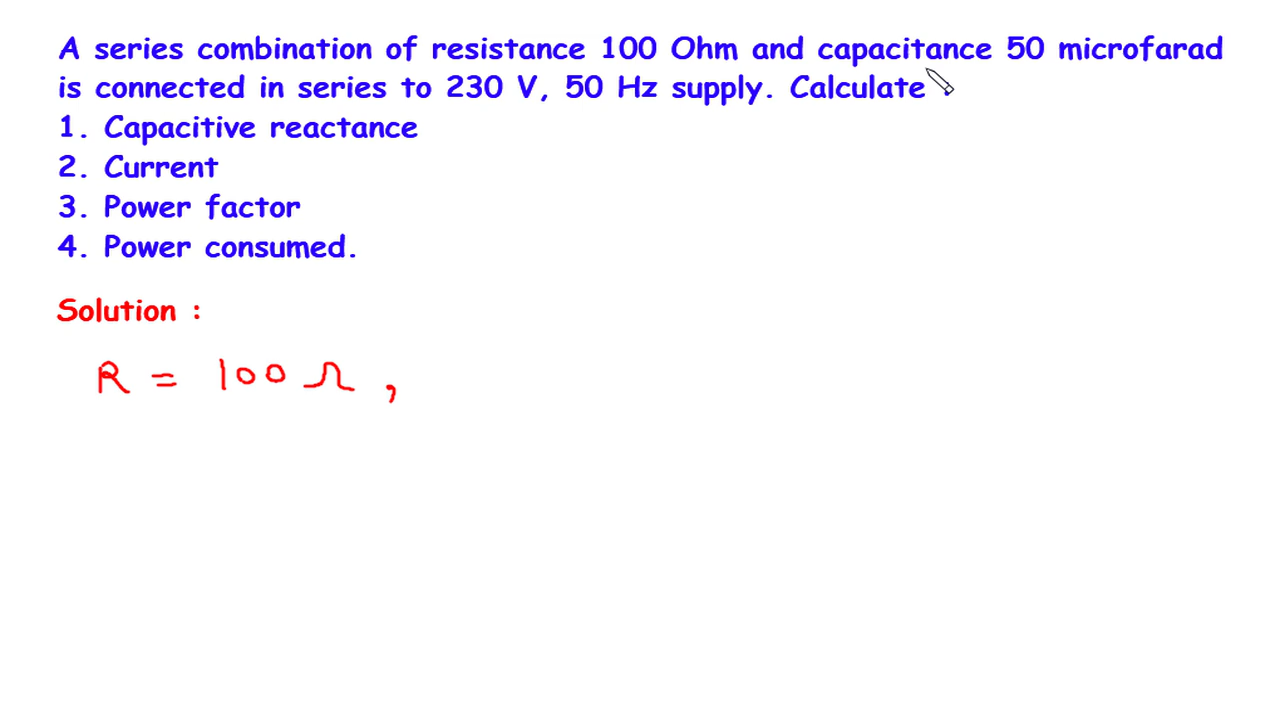 A series combination of resistance 100 Ohm and capacitance 50 microfarad
is connected in series to 230 V, 50 Hz supply. Calculate
1. Capacitive reactance
2. Current
3. Power factor
4. Power consumed.
Solution :
R = 100 Ω ,